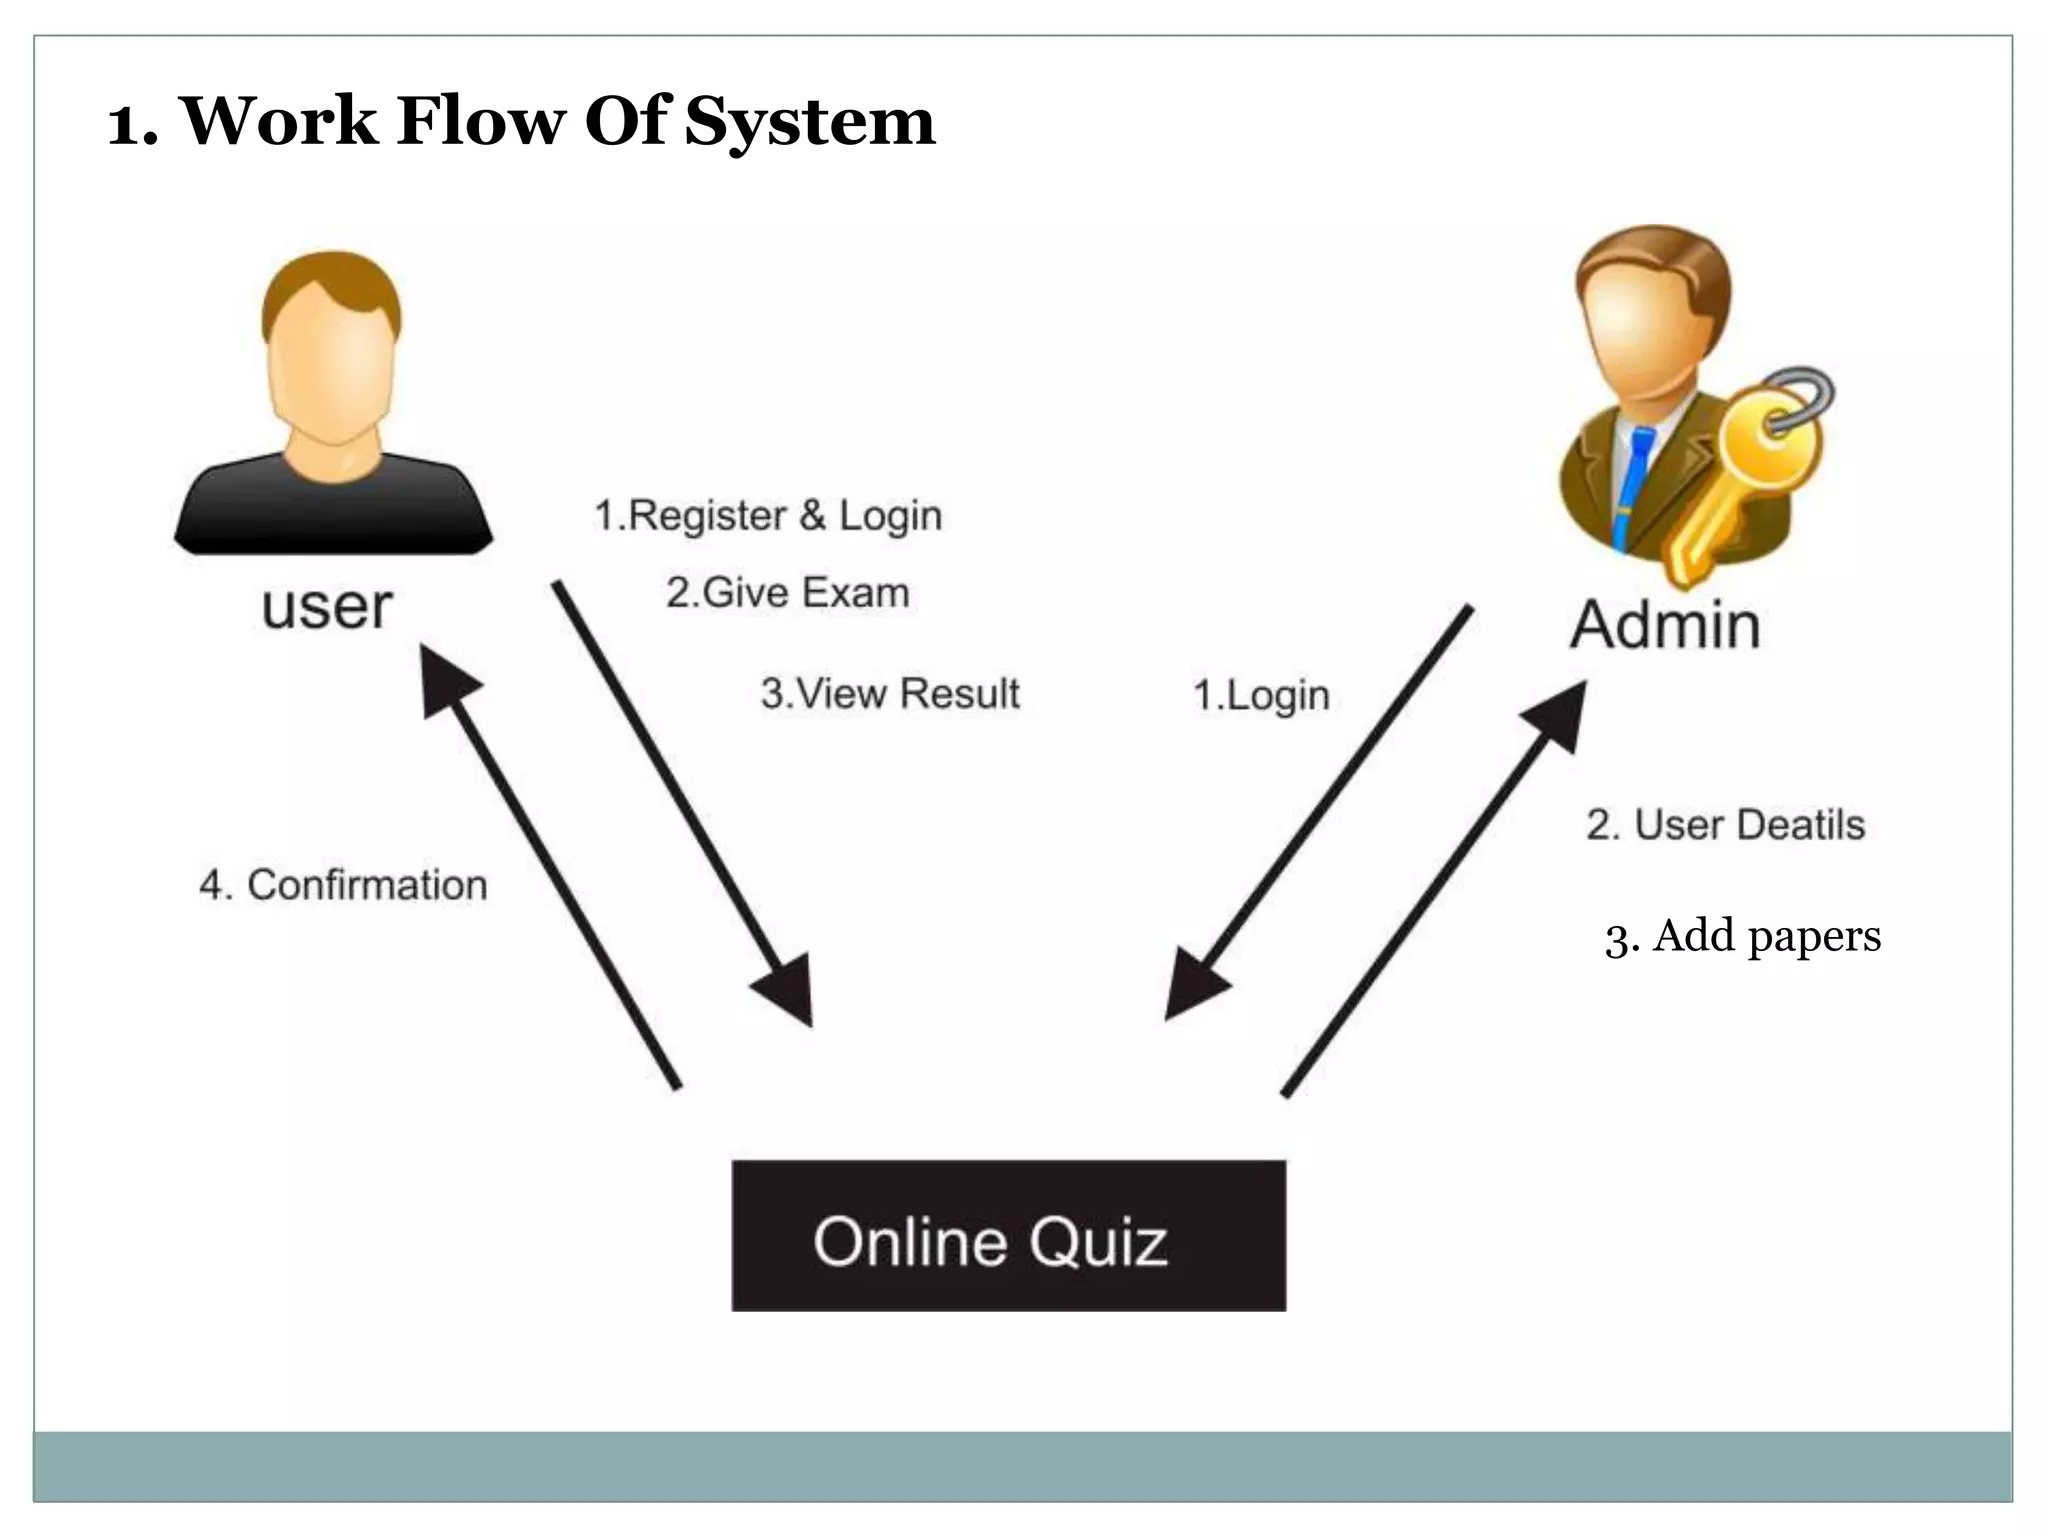 1. Work Flow Of System
1.Register & Login
2.Give Exam
user
Admin
3.View Result
1.Login
2. User Deatils
4. Confirmation
3. Add papers
Online Quiz